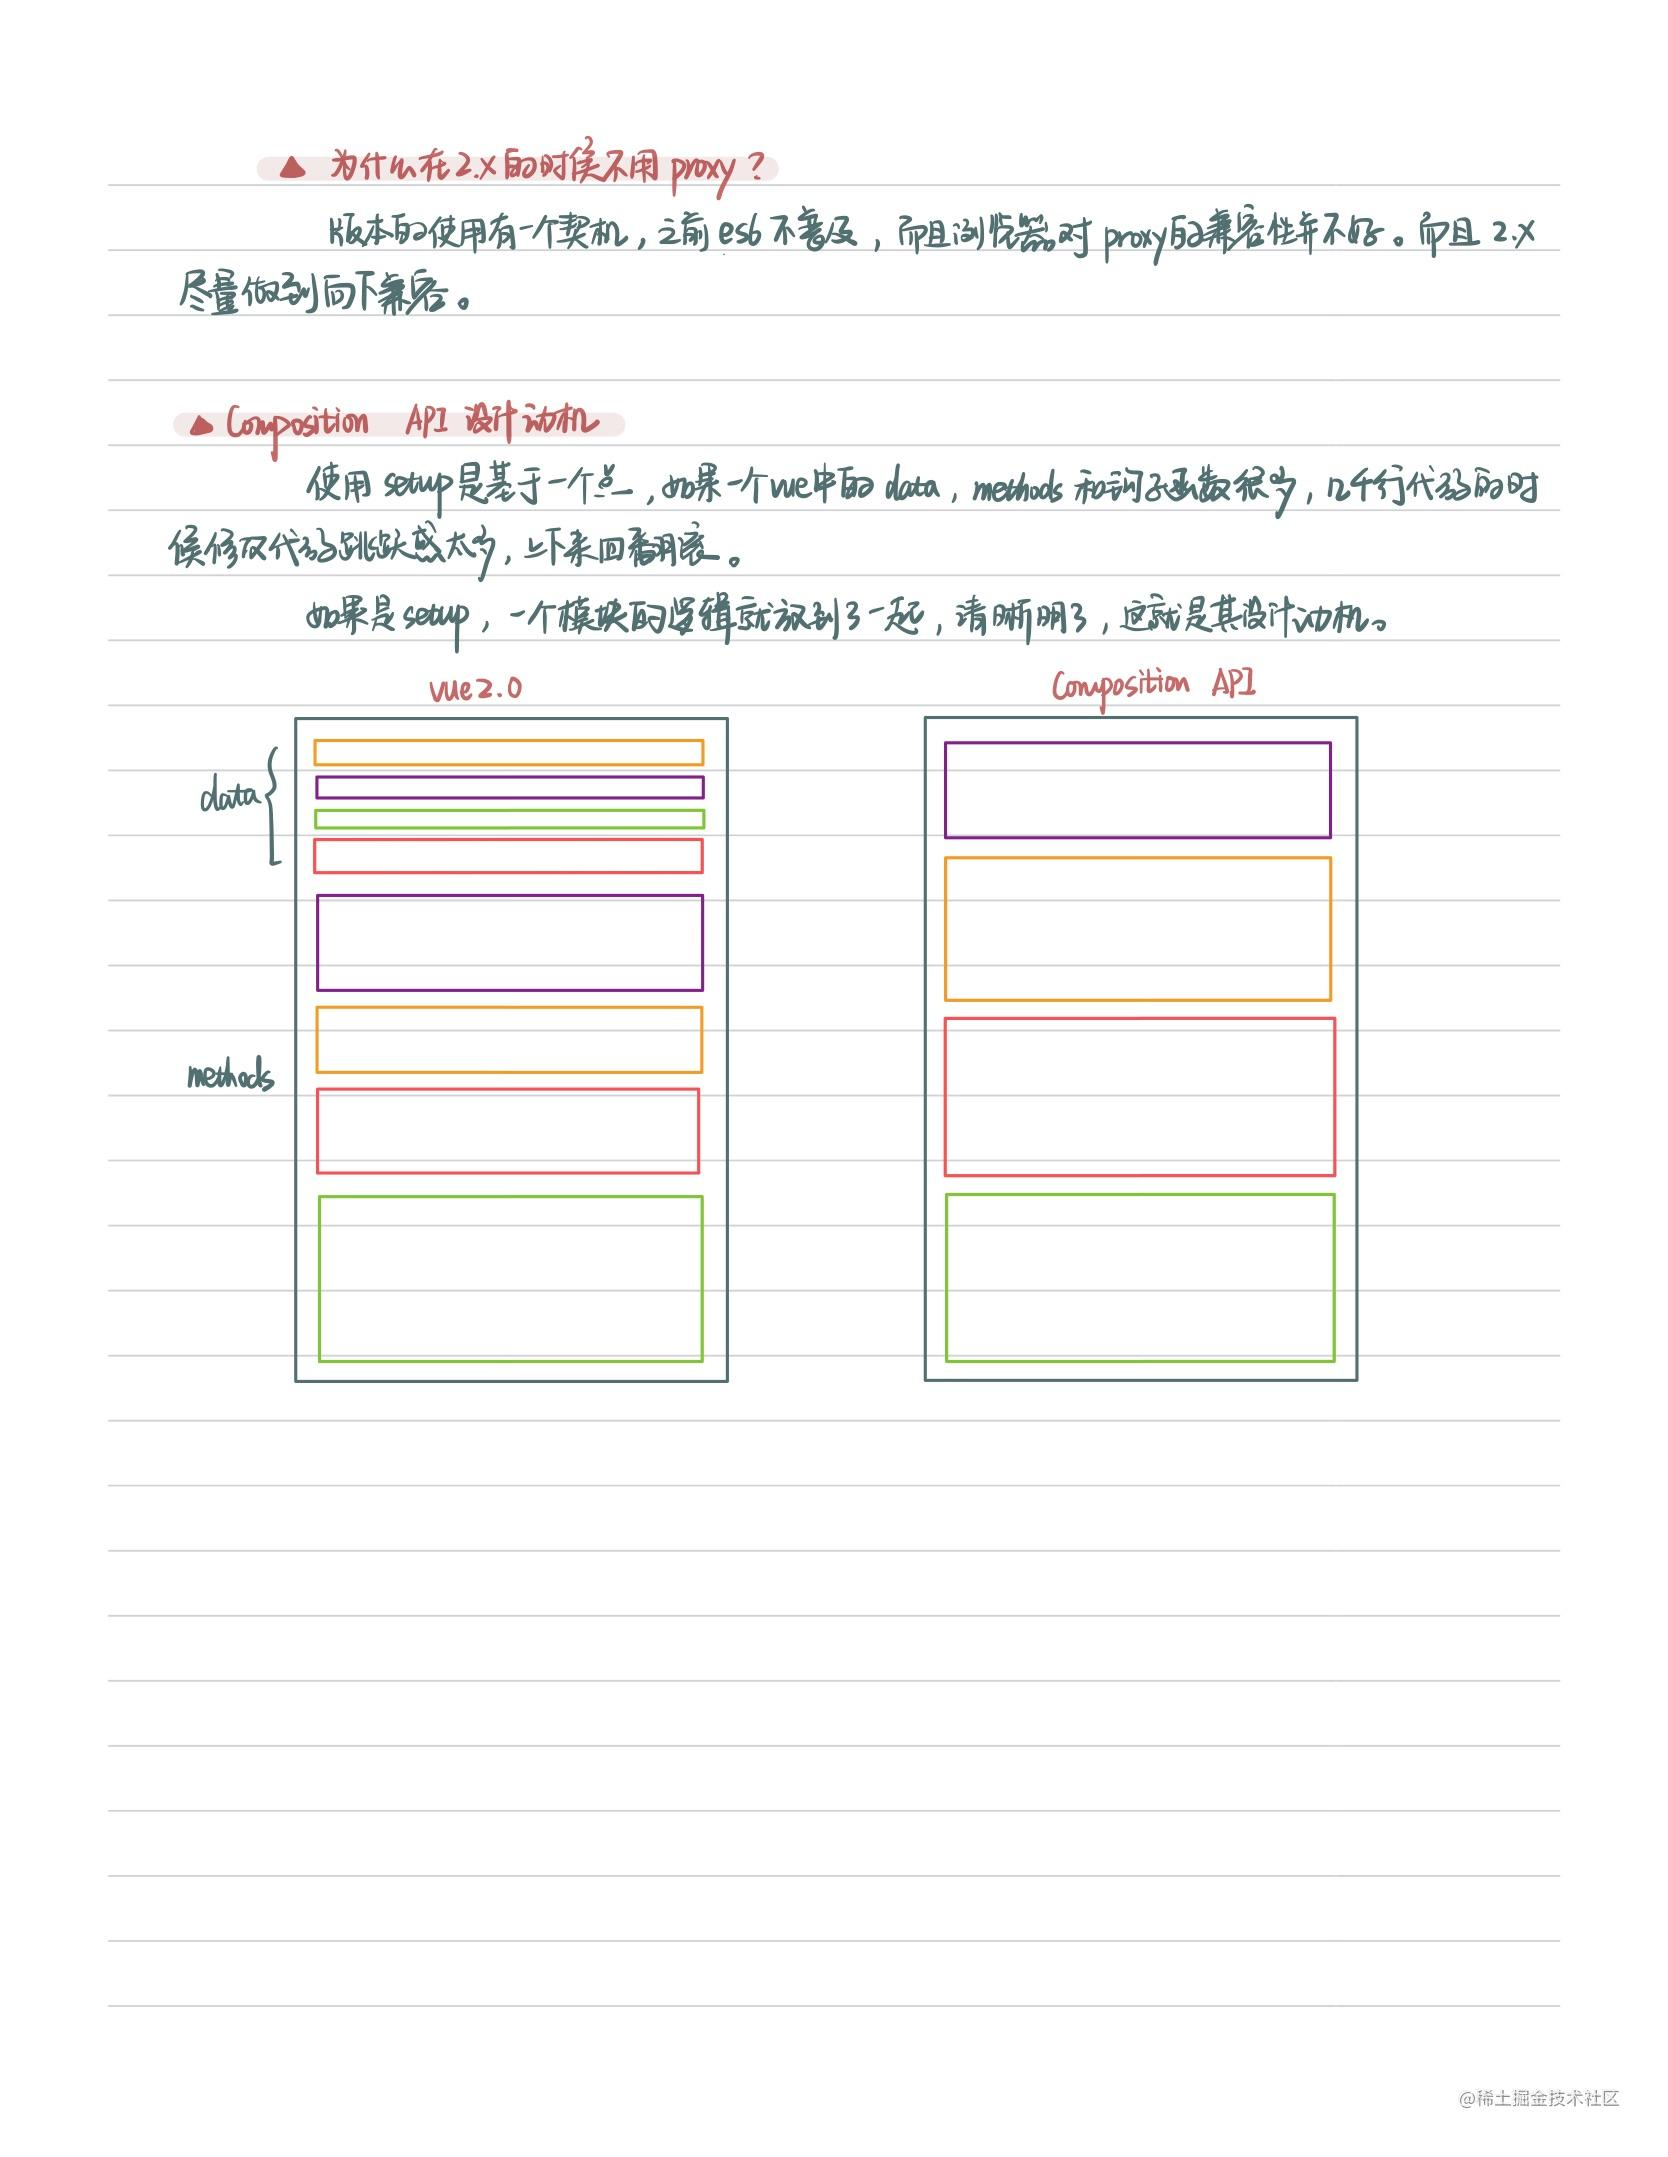 ▲ 为什么在2.x的时候不用proxy？
版本的使用有一个契机，之前es6不普及，而且浏览器对proxy的兼容性并不好。而且2.x
尽量做到向下兼容。
▲ Composition API 设计动机
使用setup是基于一个点，如果一个vue中的data，methods和钩子函数很多，几千行代码的时
候修改代码跳跃感太多，上下来回翻滚。
如果是setup，一个模块的逻辑就放到了一起，清晰明了，这就是其设计动机。
vue2.0
Composition API
data
methods
@稀土掘金技术社区